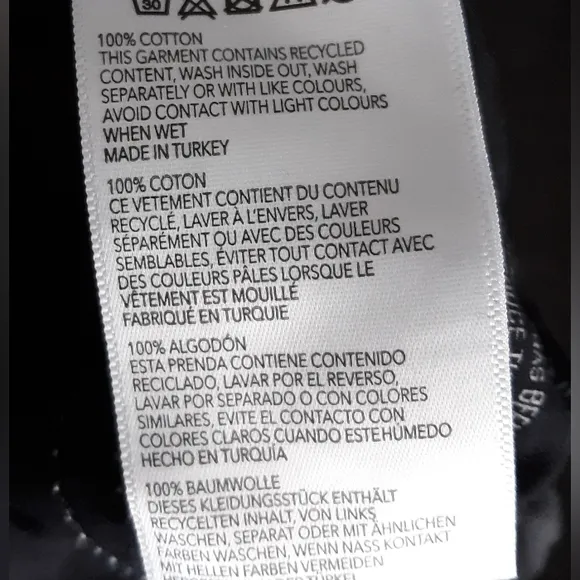 30
100% COTTON
THIS GARMENT CONTAINS RECYCLED
CONTENT, WASH INSIDE OUT, WASH
SEPARATELY OR WITH LIKE COLOURS,
AVOID CONTACT WITH LIGHT COLOURS
WHEN WET
MADE IN TURKEY
100% COTON
CE VETEMENT CONTIENT DU CONTENU
RECYCLÉ, LAVER À L'ENVERS, LAVER
SÉPARÉMENT OU AVEC DES COULEURS
SEMBLABLES, ÉVITER TOUT CONTACT AVEC
DES COULEURS PÂLES LORSQUE LE
VÊTEMENT EST MOUILLÉ
FABRIQUÉ EN TURQUIE
100% ALGODÓN
ESTA PRENDA CONTIENE CONTENIDO
RECICLADO, LAVAR POR EL REVERSO,
LAVAR POR SEPARADO O CON COLORES
SIMILARES, EVITE EL CONTACTO CON
COLORES CLAROS CUANDO ESTEHÚMEDO
HECHO EN TURQUÍA
100% BAUMWOLLE
DIESES KLEIDUNGSSTÜCK ENTHÄLT
RECYCELTEN INHALT, VON LINKS
WASCHEN, SEPARAT ODER MIT ÄHNLICHEN
FARBEN WASCHEN, WENN NASS KONTAKT
MIT HELLEN FARBEN VERMEIDEN